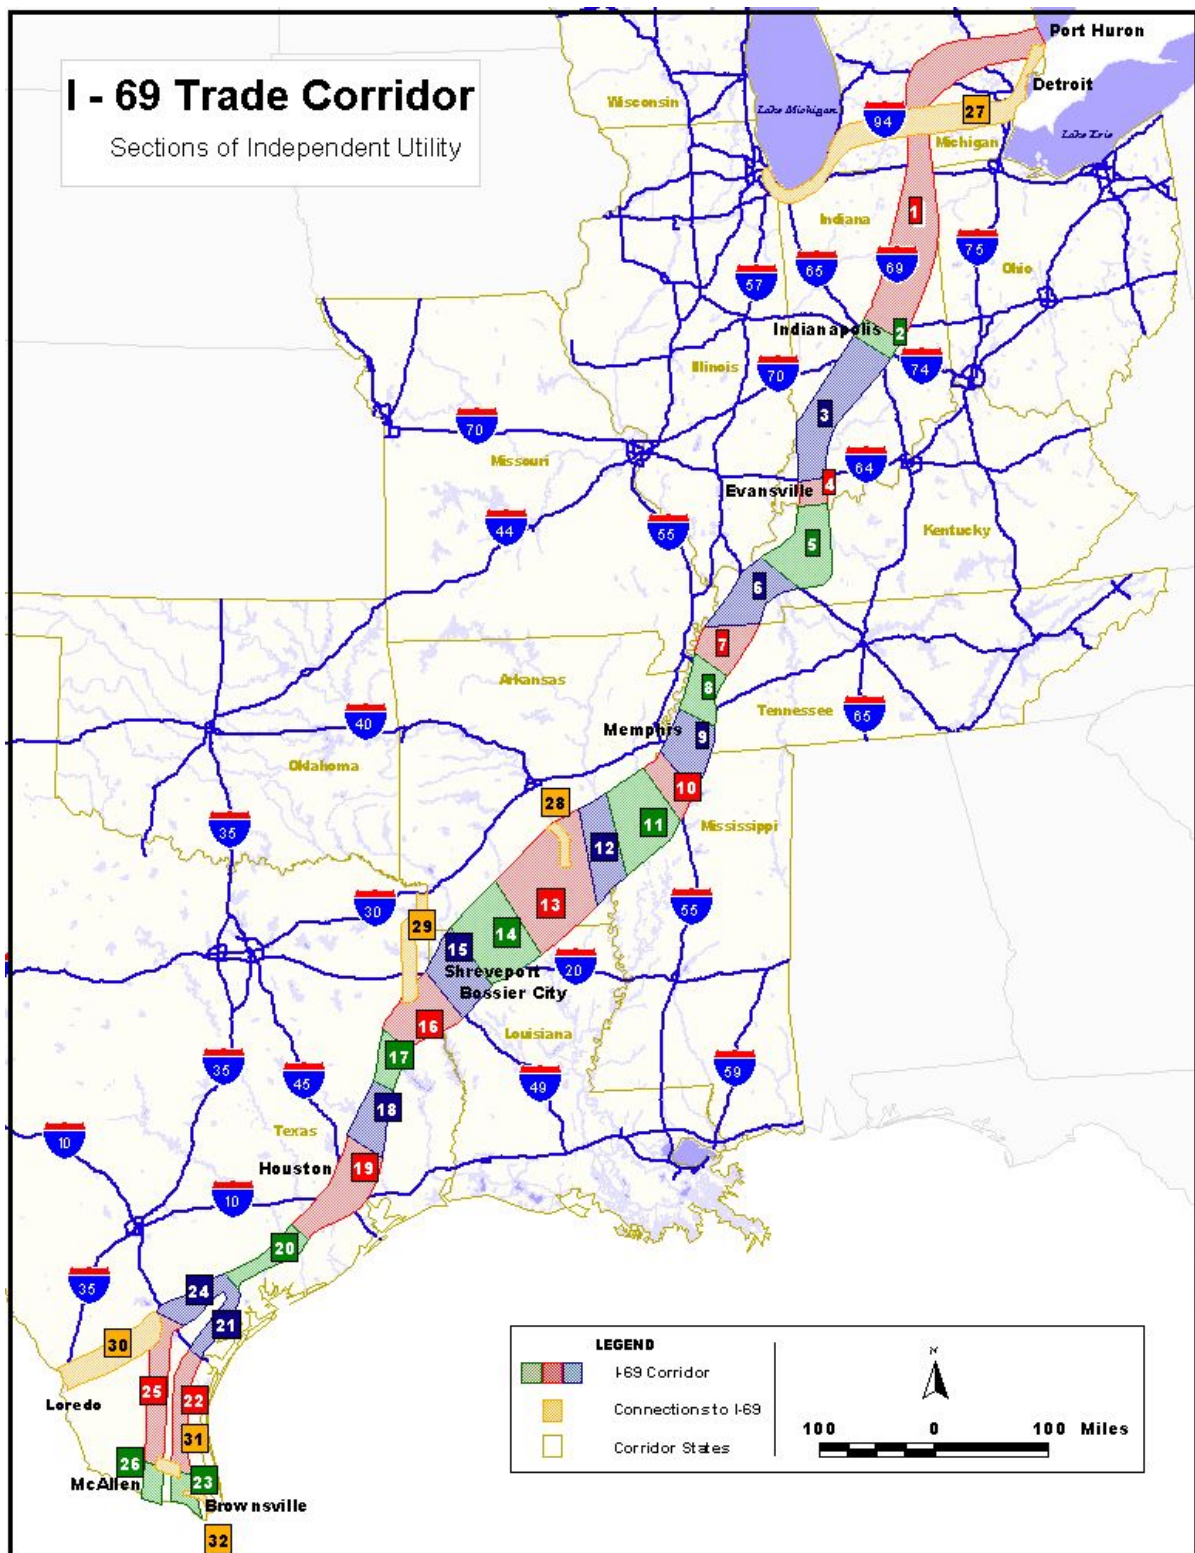 I - 69 Trade Corridor
Sections of Independent Utility
Port Huron
Detroit
Wisconsin
Lake Michigan
94
27
Michigan
Lake Erie
1
Indiana
57
65
69
75
Ohio
Indianapolis
2
Illinois
70
74
3
70
Missouri
64
Evansville
4
44
55
5
Kentucky
6
7
Arkansas
8
40
Tennessee
65
Memphis
9
Oklahoma
28
10
35
11
Mississippi
12
30
29
13
55
14
15
Shreveport
20
Bossier City
16
Louisiana
17
35
45
49
59
18
10
Texas
Houston
19
10
20
35
24
21
30
25
22
Loredo
31
26
McAllen
23
Brownsville
32
LEGEND
I-69 Corridor
Connections to I-69
Corridor States
N
100 0 100 Miles